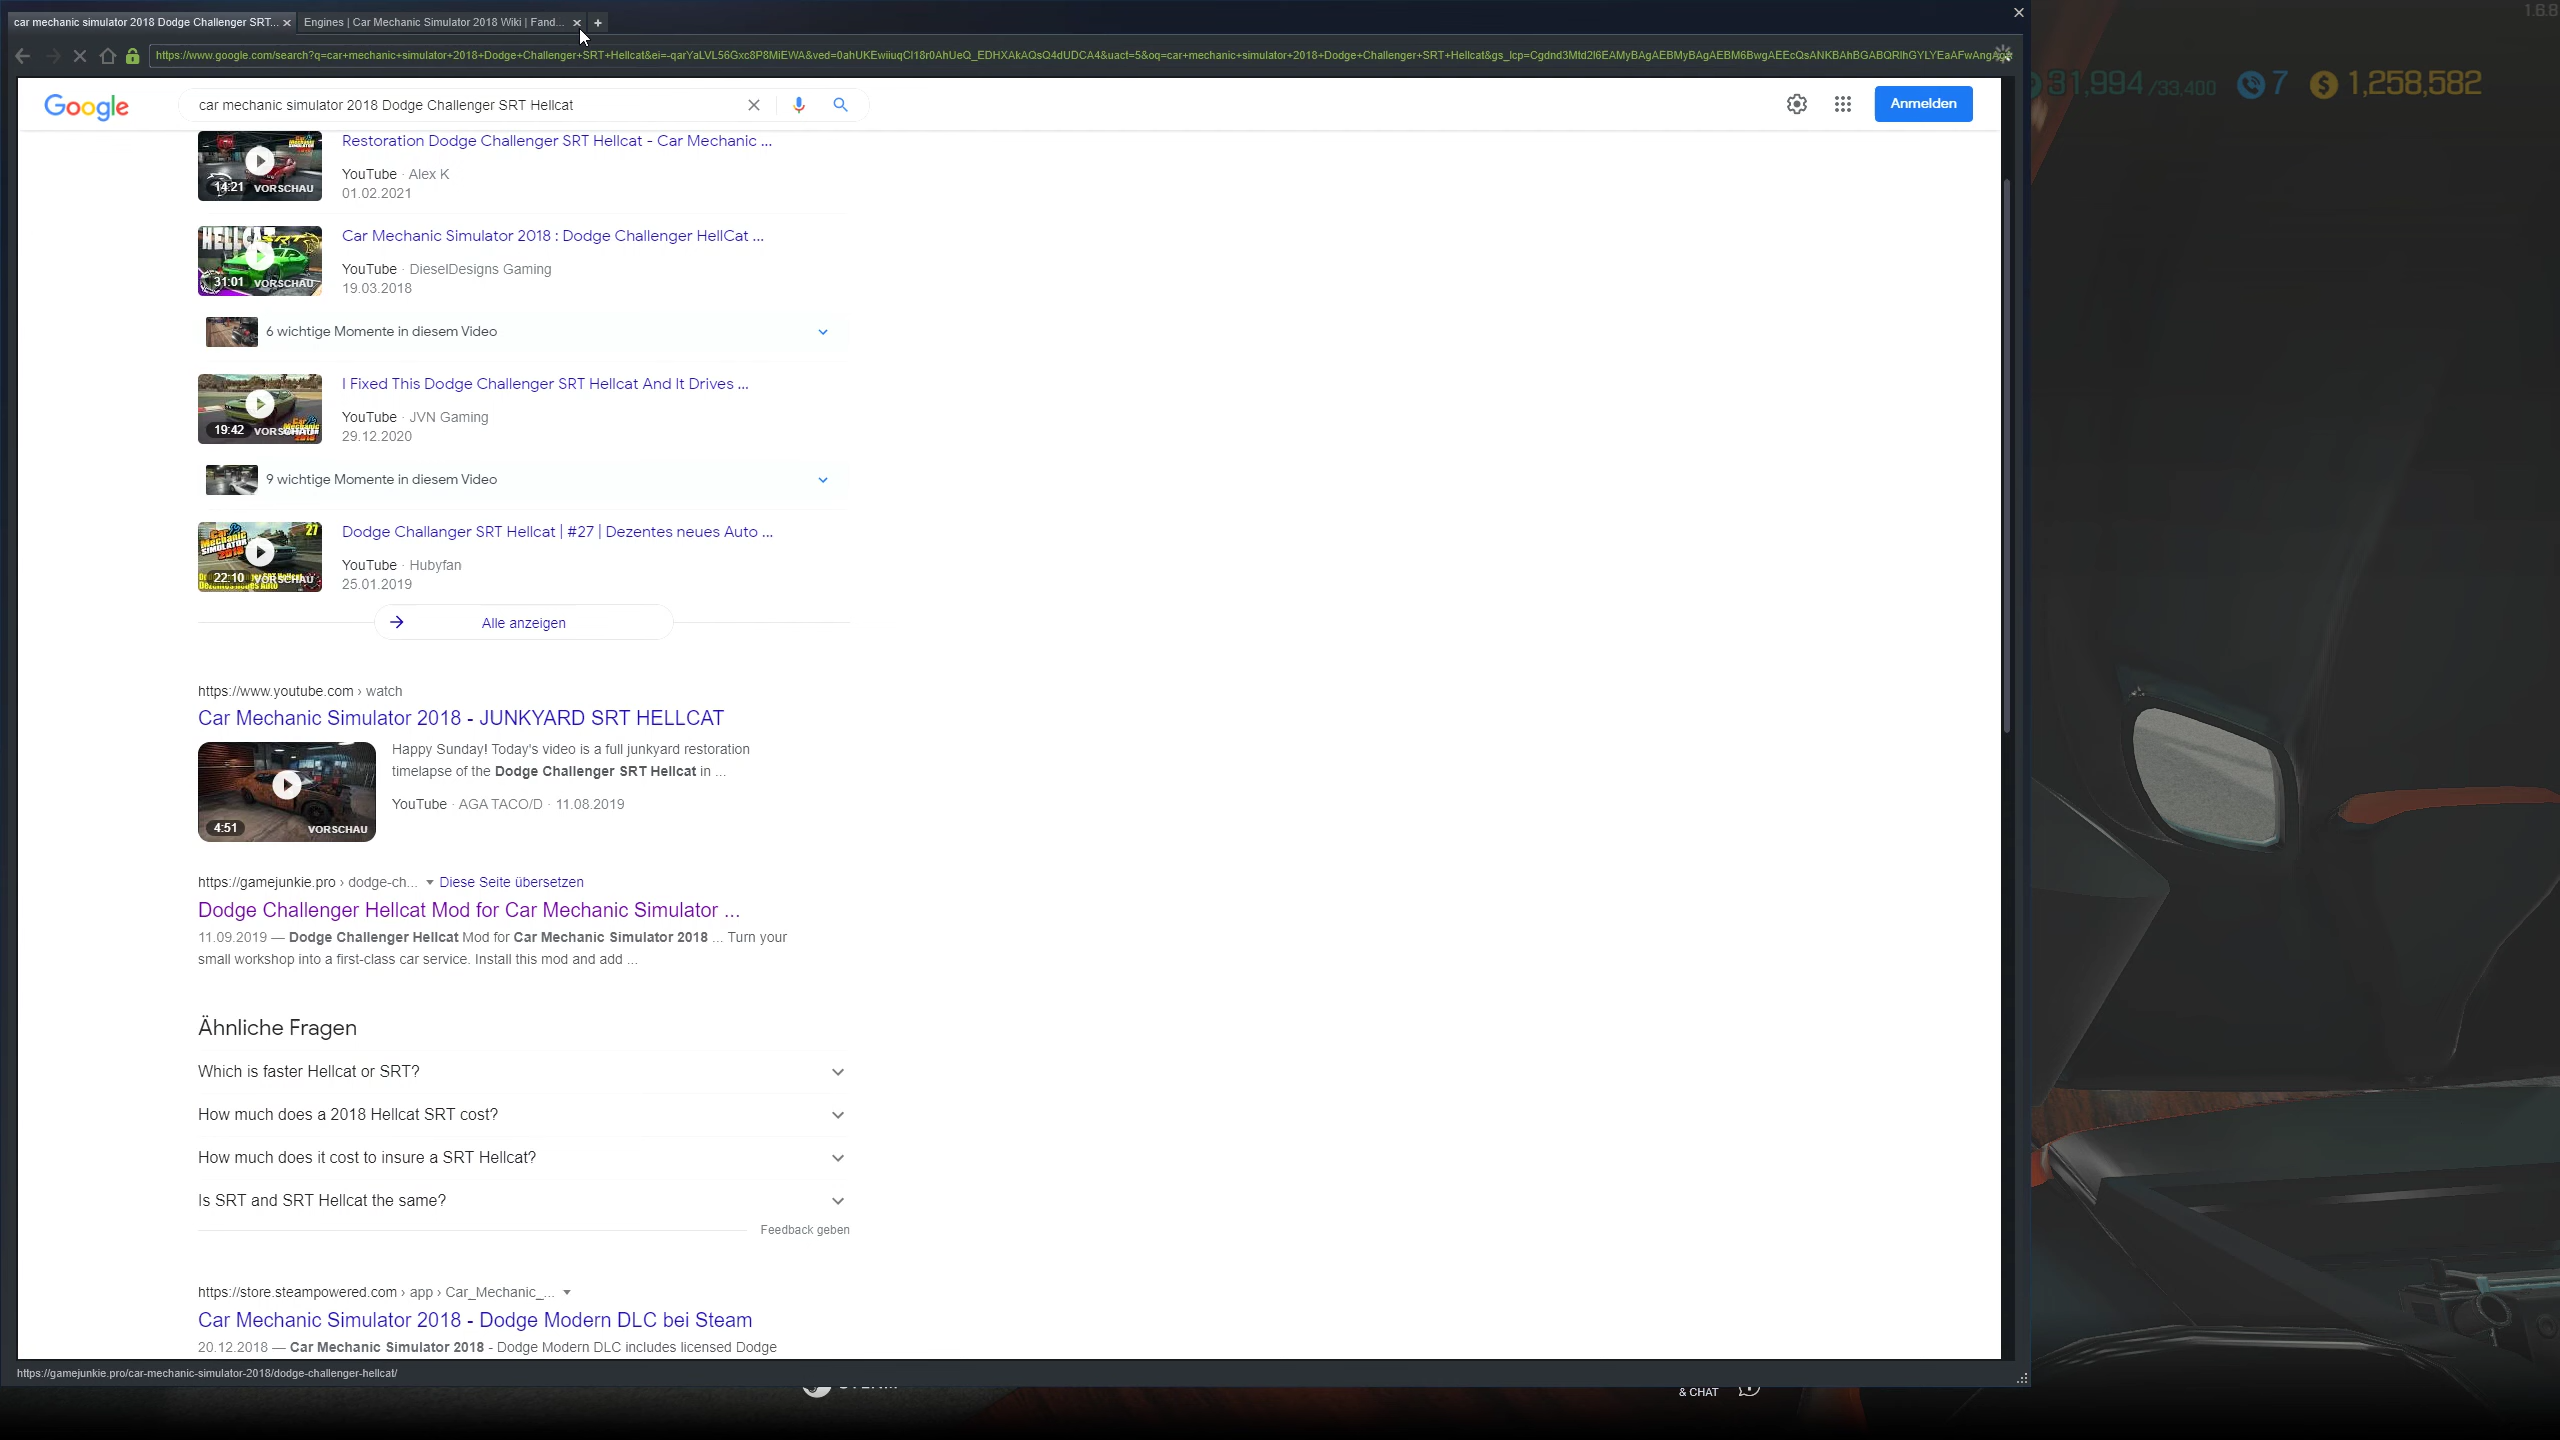 car mechanic simulator 2018 Dodge Challenger SRT...
Engines | Car Mechanic Simulator 2018 Wiki | Fand...
1.6.8
31,994 /33,400
7
1,258,582
Google
car mechanic simulator 2018 Dodge Challenger SRT Hellcat
Anmelden
14:21 VORSCHAU
Restoration Dodge Challenger SRT Hellcat - Car Mechanic ...
YouTube · Alex K
01.02.2021
HELLCAT
31:01 VORSCHAU
Car Mechanic Simulator 2018 : Dodge Challenger HellCat ...
YouTube · DieselDesigns Gaming
19.03.2018
6 wichtige Momente in diesem Video
19:42 VORSCHAU
I Fixed This Dodge Challenger SRT Hellcat And It Drives ...
YouTube · JVN Gaming
29.12.2020
9 wichtige Momente in diesem Video
27
22:10 VORSCHAU
Dodge Challanger SRT Hellcat | #27 | Dezentes neues Auto ...
YouTube · Hubyfan
25.01.2019
Alle anzeigen
https://www.youtube.com › watch
Car Mechanic Simulator 2018 - JUNKYARD SRT HELLCAT
4:51 VORSCHAU
Happy Sunday! Today's video is a full junkyard restoration
timelapse of the Dodge Challenger SRT Hellcat in ...
YouTube · AGA TACO/D · 11.08.2019
https://gamejunkie.pro › dodge-ch... Diese Seite übersetzen
Dodge Challenger Hellcat Mod for Car Mechanic Simulator ...
11.09.2019 — Dodge Challenger Hellcat Mod for Car Mechanic Simulator 2018 ... Turn your
small workshop into a first-class car service. Install this mod and add ...
Ähnliche Fragen
Which is faster Hellcat or SRT?
How much does a 2018 Hellcat SRT cost?
How much does it cost to insure a SRT Hellcat?
Is SRT and SRT Hellcat the same?
Feedback geben
https://store.steampowered.com › app › Car_Mechanic_...
Car Mechanic Simulator 2018 - Dodge Modern DLC bei Steam
20.12.2018 — Car Mechanic Simulator 2018 - Dodge Modern DLC includes licensed Dodge
https://gamejunkie.pro/car-mechanic-simulator-2018/dodge-challenger-hellcat/
& CHAT